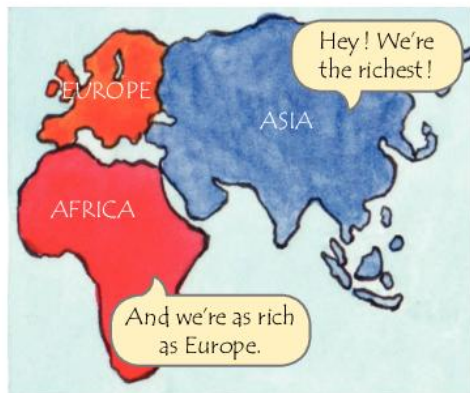 Hey! We're
the richest!
EUROPE
ASIA
AFRICA
And we're as rich
as Europe.